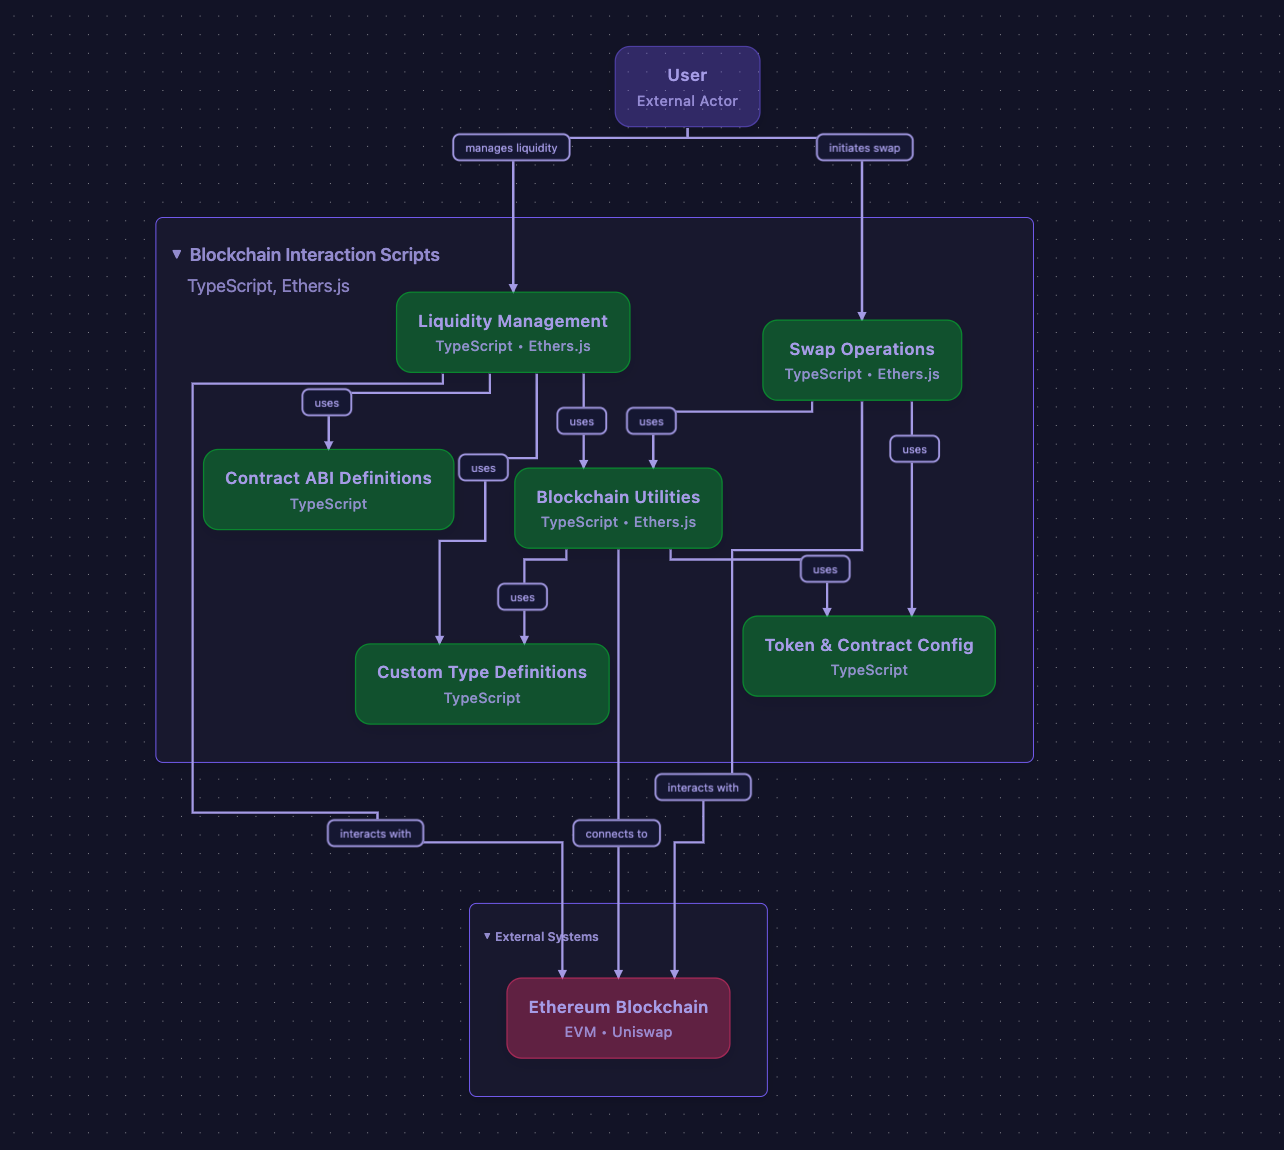 User
External Actor
manages liquidity
initiates swap
▼ Blockchain Interaction Scripts
TypeScript, Ethers.js
Liquidity Management
TypeScript • Ethers.js
Swap Operations
TypeScript • Ethers.js
uses
uses
uses
uses
uses
Contract ABI Definitions
TypeScript
Blockchain Utilities
TypeScript • Ethers.js
uses
uses
Custom Type Definitions
TypeScript
Token & Contract Config
TypeScript
interacts with
interacts with
connects to
▼ External Systems
Ethereum Blockchain
EVM • Uniswap